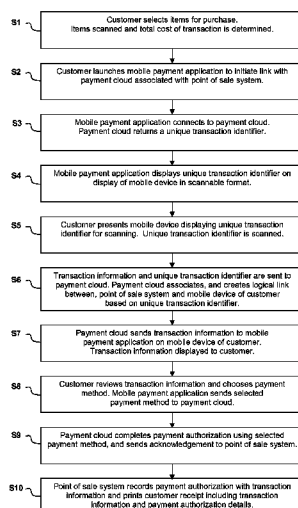 S1
Customer selects items for purchase.
Items scanned and total cost of transaction is determined.
S2
Customer launches mobile payment application to initiate link with
payment cloud associated with point of sale system.
S3
Mobile payment application connects to payment cloud.
Payment cloud returns a unique transaction identifier.
S4
Mobile payment application displays unique transaction identifier on
display of mobile device in scannable format.
S5
Customer presents mobile device displaying unique transaction
identifier for scanning. Unique transaction identifier is scanned.
S6
Transaction information and unique transaction identifier are sent to
payment cloud. Payment cloud associates, and creates logical link
between, point of sale system and mobile device of customer
based on unique transaction identifier.
S7
Payment cloud sends transaction information to mobile
payment application on mobile device of customer.
Transaction information displayed to customer.
S8
Customer reviews transaction information and chooses payment
method. Mobile payment application sends selected
payment method to payment cloud.
S9
Payment cloud completes payment authorization using selected
payment method, and sends acknowledgement to point of sale system.
S10
Point of sale system records payment authorization with transaction
information and prints customer receipt including transaction
information and payment authorization details.